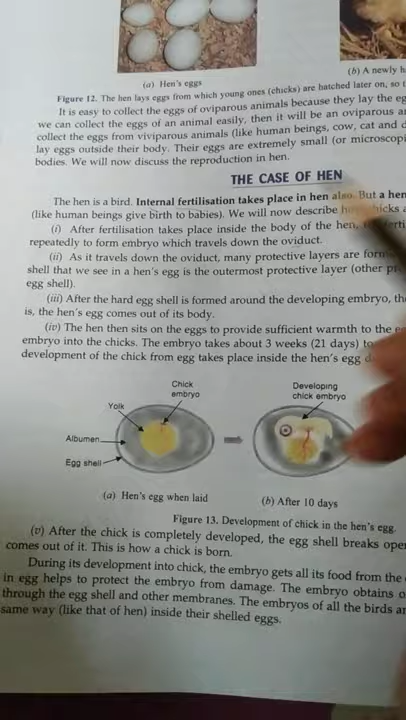 (a) Hen's eggs
(b) A newly h
Figure 12. The hen lays eggs from which young ones (chicks) are hatched later on, so t
It is easy to collect the eggs of oviparous animals because they lay the eg
we can collect the eggs of an animal easily, then it will be an oviparous a
collect the eggs from viviparous animals (like human beings, cow, cat and d
lay eggs outside their body. Their eggs are extremely small (or microscopi
bodies. We will now discuss the reproduction in hen.
THE CASE OF HEN
The hen is a bird. Internal fertilisation takes place in hen also. But a hen
(like human beings give birth to babies). We will now describe h hicks a
(i) After fertilisation takes place inside the body of the hen, ferti
repeatedly to form embryo which travels down the oviduct.
(ii) As it travels down the oviduct, many protective layers are form
shell that we see in a hen's egg is the outermost protective layer (other pr
egg shell).
(iii) After the hard egg shell is formed around the developing embryo, th
is, the hen's egg comes out of its body.
(iv) The hen then sits on the eggs to provide sufficient warmth to the e
embryo into the chicks. The embryo takes about 3 weeks (21 days) to
development of the chick from egg takes place inside the hen's egg
Chick
embryo
Yolk
Albumen
Egg shell
Developing
chick embryo
(a) Hen's egg when laid
(b) After 10 days
Figure 13. Development of chick in the hen's egg.
(v) After the chick is completely developed, the egg shell breaks open
comes out of it. This is how a chick is born.
During its development into chick, the embryo gets all its food from the
in egg helps to protect the embryo from damage. The embryo obtains o
through the egg shell and other membranes. The embryos of all the birds ar
same way (like that of hen) inside their shelled eggs.